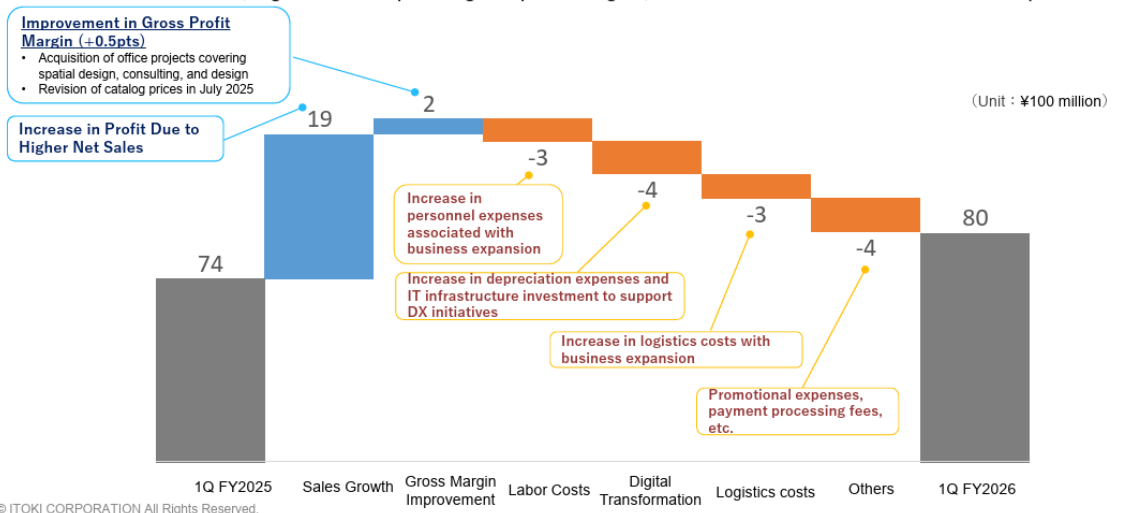 Improvement in Gross Profit
Margin (+0.5pts)
• Acquisition of office projects covering
spatial design, consulting, and design
• Revision of catalog prices in July 2025
Increase in Profit Due to
Higher Net Sales
（Unit：¥100 million）
74
19
2
-3
-4
-3
-4
80
Increase in
personnel expenses
associated with
business expansion
Increase in depreciation expenses and
IT infrastructure investment to support
DX initiatives
Increase in logistics costs with
business expansion
Promotional expenses,
payment processing fees,
etc.
1Q FY2025
Sales Growth
Gross Margin
Improvement
Labor Costs
Digital
Transformation
Logistics costs
Others
1Q FY2026
© ITOKI CORPORATION All Rights Reserved.